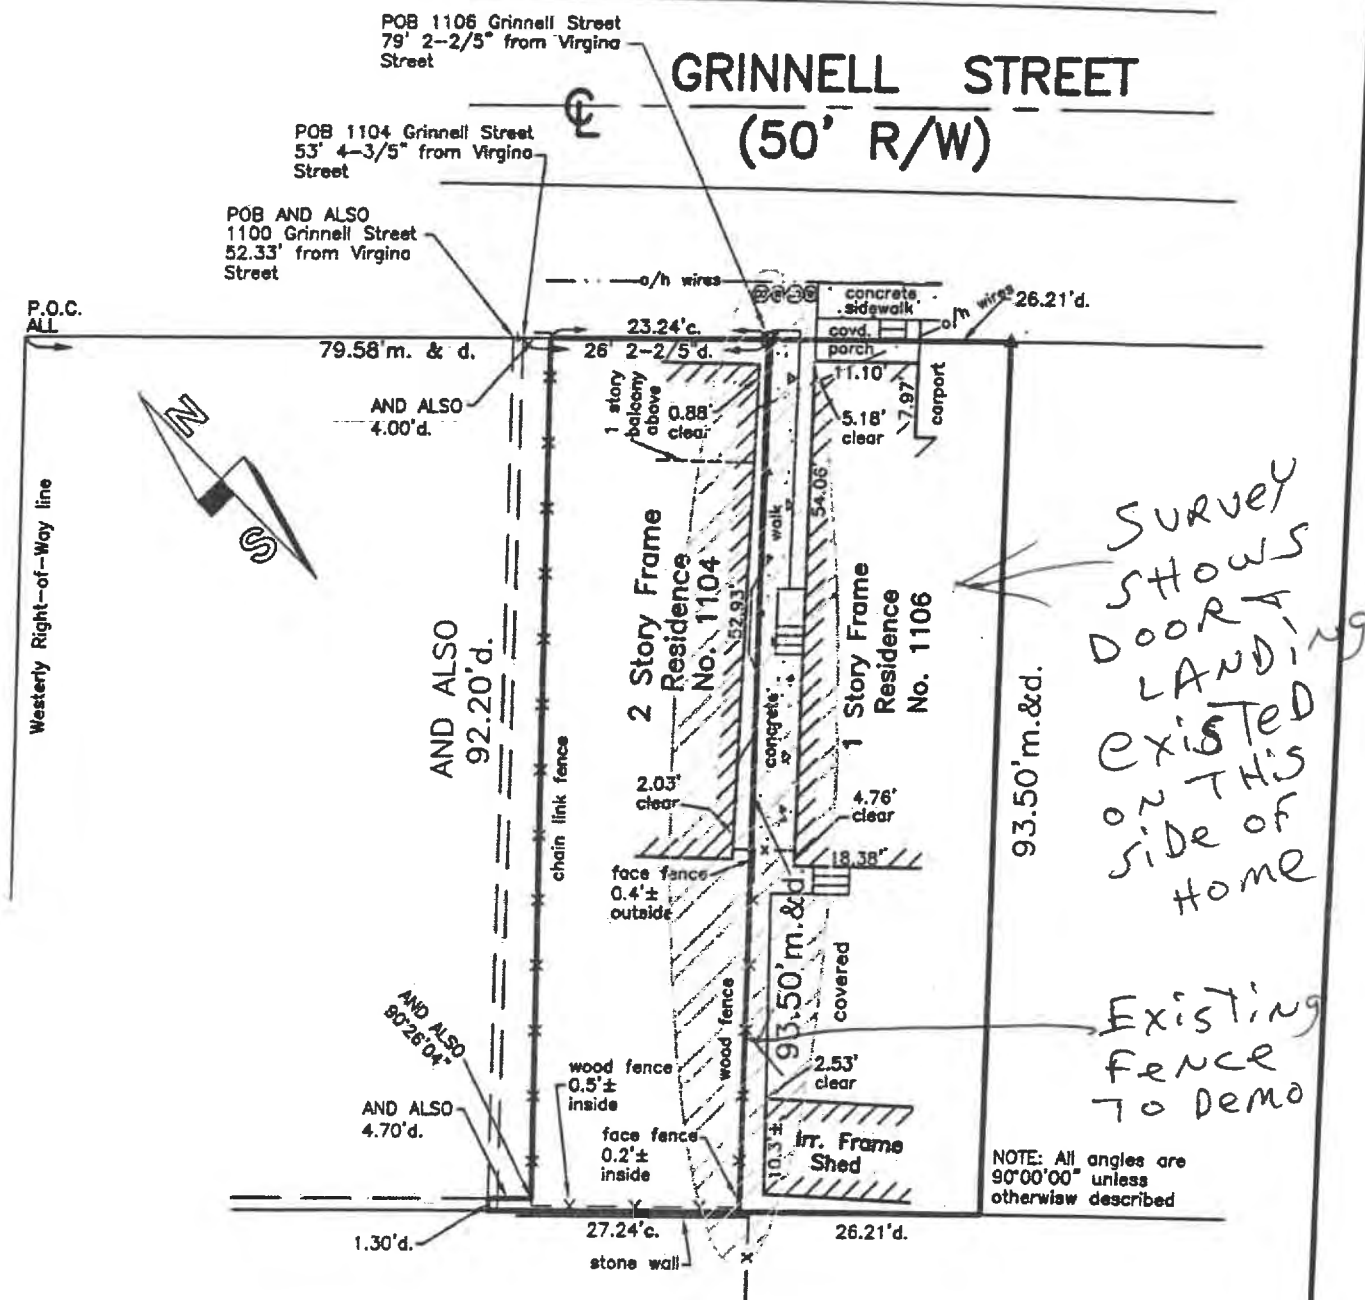 POB 1106 Grinnell Street
79' 2-2/5" from Virgina
Street
GRINNELL STREET
(50' R/W)
℄
POB 1104 Grinnell Street
53' 4-3/5" from Virgina
Street
POB AND ALSO
1100 Grinnell Street
52.33' from Virgina
Street
o/h wires
concrete
sidewalk
o/h wires
26.21'd.
P.O.C.
ALL
79.58'm. & d.
23.24'c.
26' 2-2/5"d.
covd.
porch
11.10'
7.97'
carport
AND ALSO
4.00'd.
1 story
balcony
above
0.88'
clear
5.18'
clear
N
S
Westerly Right-of-Way line
AND ALSO
92.20'd.
chain link fence
2 Story Frame
Residence
No. 1104
52.93'
walk
concrete
54.06'
1 Story Frame
Residence
No. 1106
93.50'm.&d.
SURVEY
SHOWS
DOOR &
LANDING
EXISTED
ON THIS
SIDE OF
HOME
2.03'
clear
4.76'
clear
18.38'
face fence
0.4'±
outside
93.50'm.&d
covered
wood fence
EXISTING
FENCE
TO DEMO
AND ALSO
90°26'04"
wood fence
0.5'±
inside
2.53'
clear
AND ALSO
4.70'd.
face fence
0.2'±
inside
10.3'±
Irr. Frame
Shed
NOTE: All angles are
90°00'00" unless
otherwisw described
1.30'd.
27.24'c.
stone wall
26.21'd.